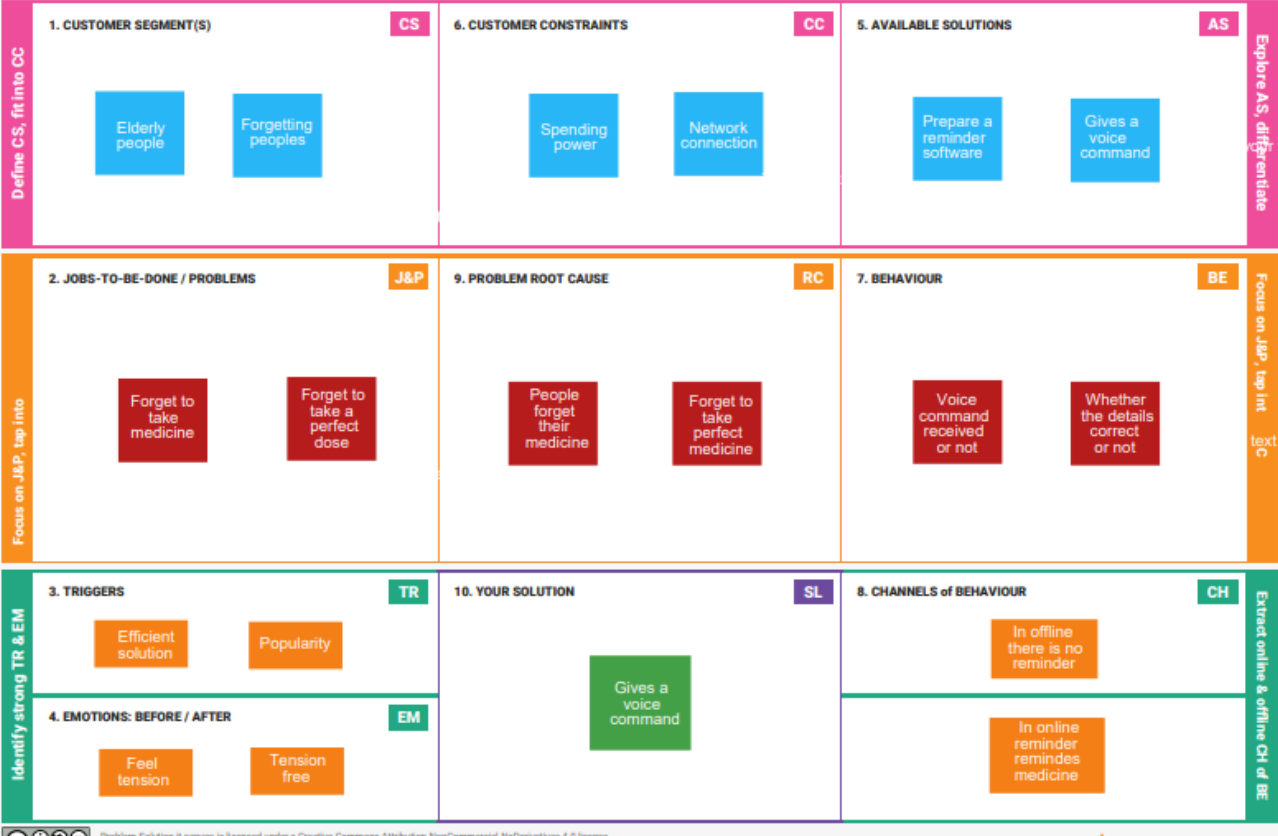 Define CS, fit into CC
1. CUSTOMER SEGMENT(S)
CS
Elderly
people
Forgetting
peoples
6. CUSTOMER CONSTRAINTS
CC
Spending
power
Network
connection
5. AVAILABLE SOLUTIONS
AS
Prepare a
reminder
software
Gives a
voice
command
Explore AS, differentiate
Focus on J&P, tap into
2. JOBS-TO-BE-DONE / PROBLEMS
J&P
Forget to
take
medicine
Forget to
take a
perfect
dose
9. PROBLEM ROOT CAUSE
RC
People
forget
their
medicine
Forget to
take
perfect
medicine
7. BEHAVIOUR
BE
Voice
command
received
or not
Whether
the details
correct
or not
Focus on J&P, tap int
text
C
Identify strong TR & EM
3. TRIGGERS
TR
Efficient
solution
Popularity
4. EMOTIONS: BEFORE / AFTER
EM
Feel
tension
Tension
free
10. YOUR SOLUTION
SL
Gives a
voice
command
8. CHANNELS of BEHAVIOUR
CH
In offline
there is no
reminder
In online
reminder
remindes
medicine
Extract online & offline CH of BE